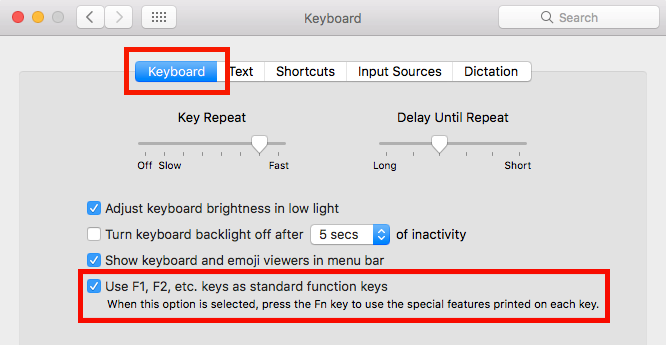 Keyboard
Search
Keyboard Text Shortcuts Input Sources Dictation
Key Repeat Delay Until Repeat
Off Slow Fast Long Short
Adjust keyboard brightness in low light
Turn keyboard backlight off after 5 secs of inactivity
Show keyboard and emoji viewers in menu bar
Use F1, F2, etc. keys as standard function keys
When this option is selected, press the Fn key to use the special features printed on each key.